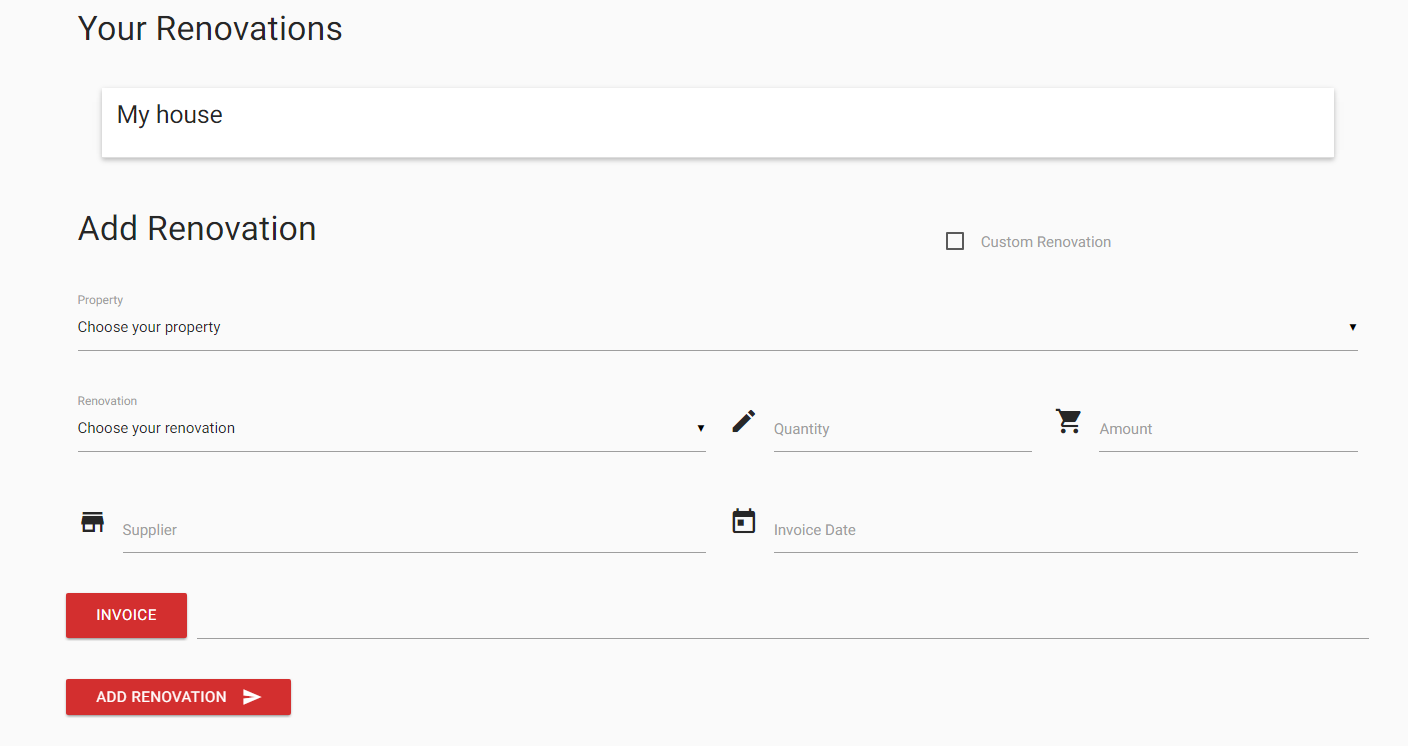 Your Renovations
My house
Add Renovation
Custom Renovation
Property
Choose your property
Renovation
Choose your renovation
Quantity
Amount
Supplier
Invoice Date
INVOICE
ADD RENOVATION